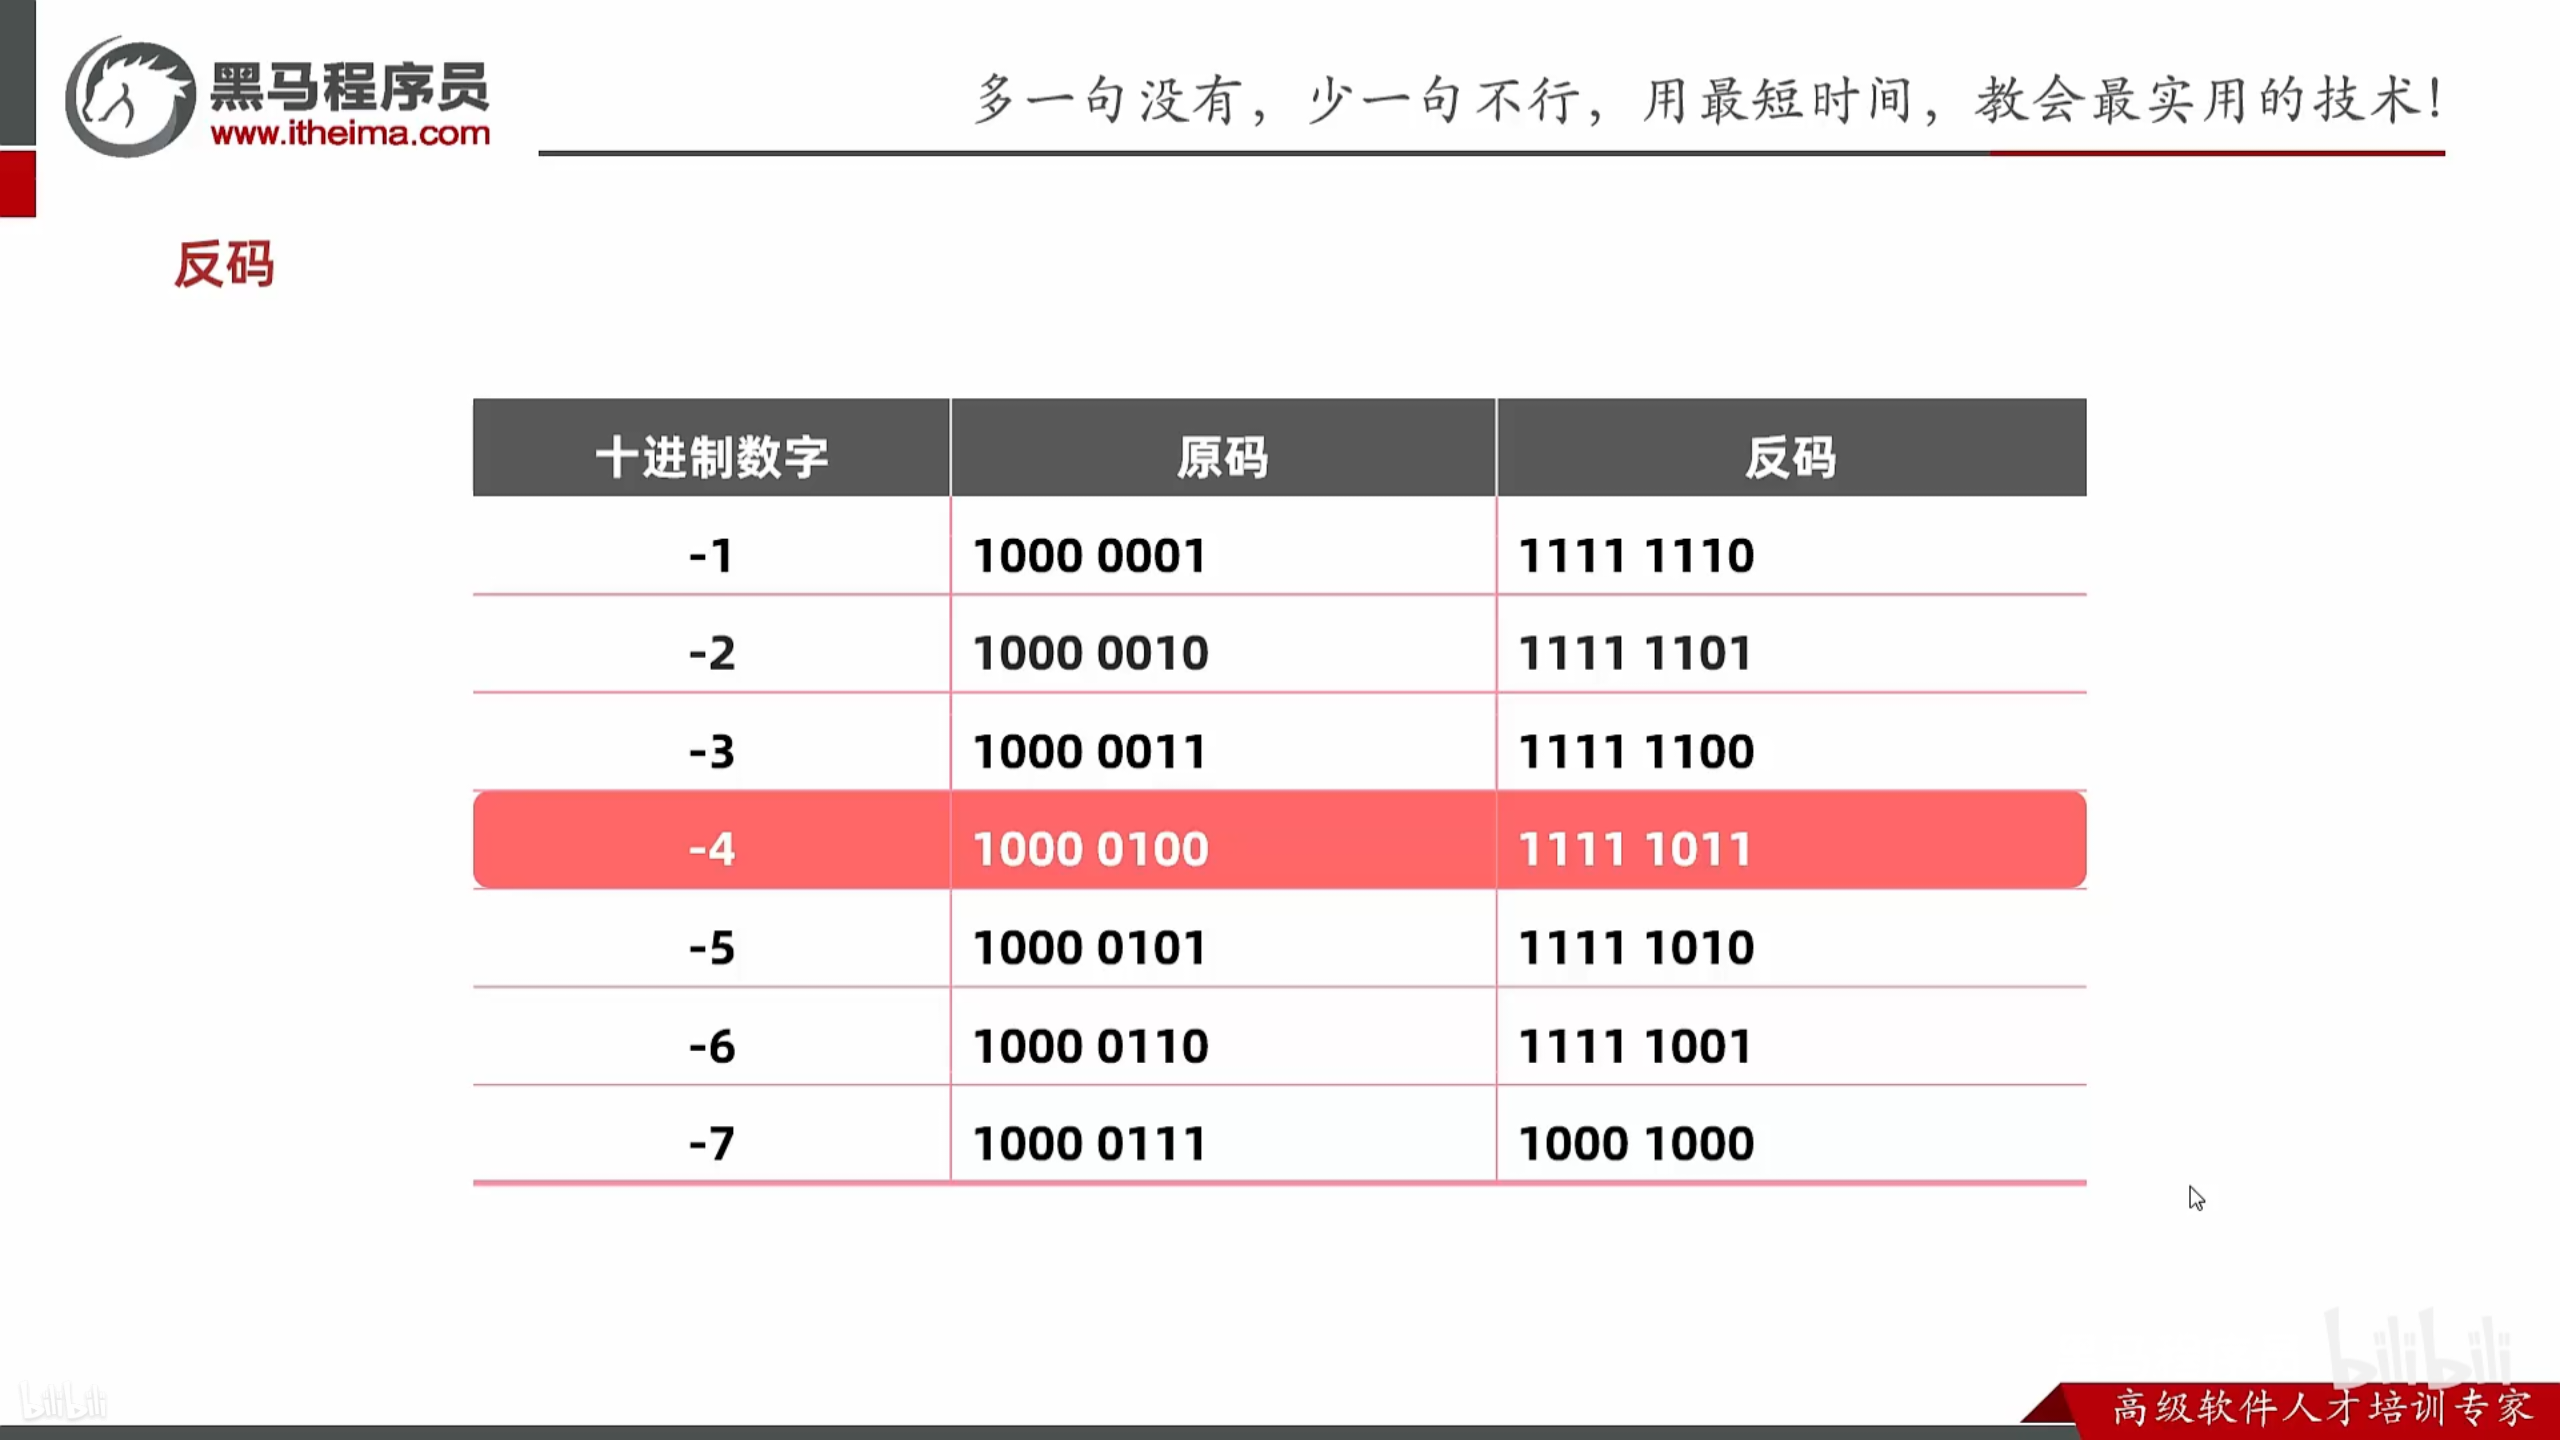 黑马程序员
www.itheima.com
多一句没有，少一句不行，用最短时间，教会最实用的技术！
反码
十进制数字 原码 反码
-1 1000 0001 1111 1110
-2 1000 0010 1111 1101
-3 1000 0011 1111 1100
-4 1000 0100 1111 1011
-5 1000 0101 1111 1010
-6 1000 0110 1111 1001
-7 1000 0111 1000 1000
bilibili
bilibili
高级软件人才培训专家